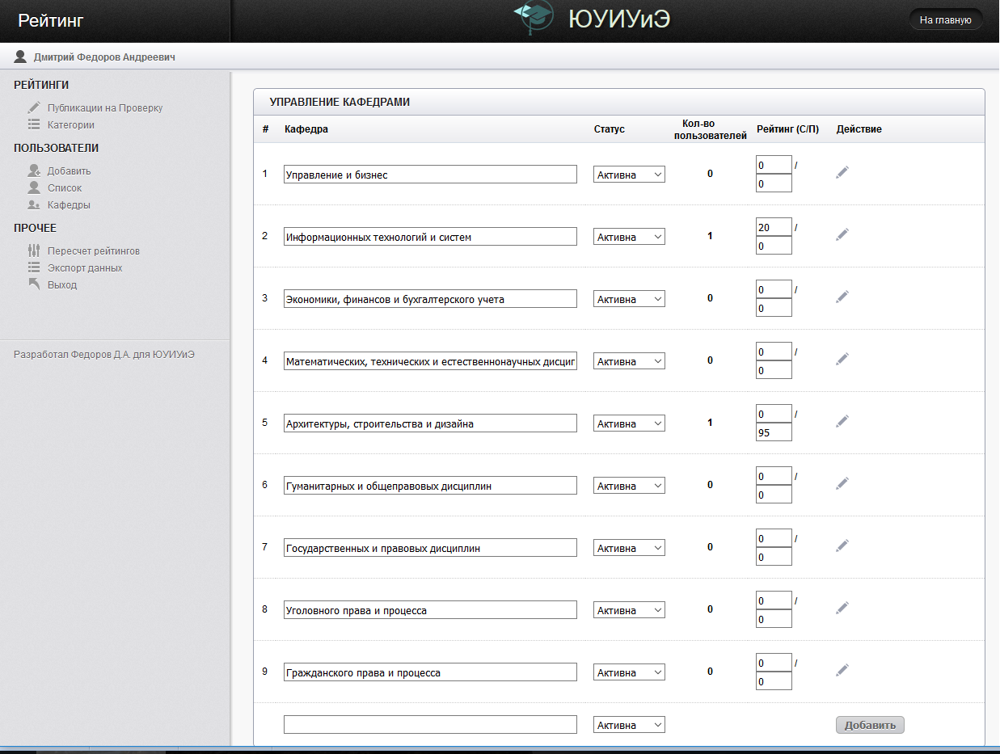 Рейтинг
ЮУИУиЭ
На главную
Дмитрий Федоров Андреевич
РЕЙТИНГИ
Публикации на Проверку
Категории
ПОЛЬЗОВАТЕЛИ
Добавить
Список
Кафедры
ПРОЧЕЕ
Пересчет рейтингов
Экспорт данных
Выход
Разработал Федоров Д.А. для ЮУИУиЭ
УПРАВЛЕНИЕ КАФЕДРАМИ
# Кафедра Статус Кол-во пользователей Рейтинг (С/П) Действие
1 Управление и бизнес Активна 0 0 / 0
2 Информационных технологий и систем Активна 1 20 / 0
3 Экономики, финансов и бухгалтерского учета Активна 0 0 / 0
4 Математических, технических и естественнонаучных дисцип Активна 0 0 / 0
5 Архитектуры, строительства и дизайна Активна 1 0 / 95
6 Гуманитарных и общеправовых дисциплин Активна 0 0 / 0
7 Государственных и правовых дисциплин Активна 0 0 / 0
8 Уголовного права и процесса Активна 0 0 / 0
9 Гражданского права и процесса Активна 0 0 / 0
Активна Добавить